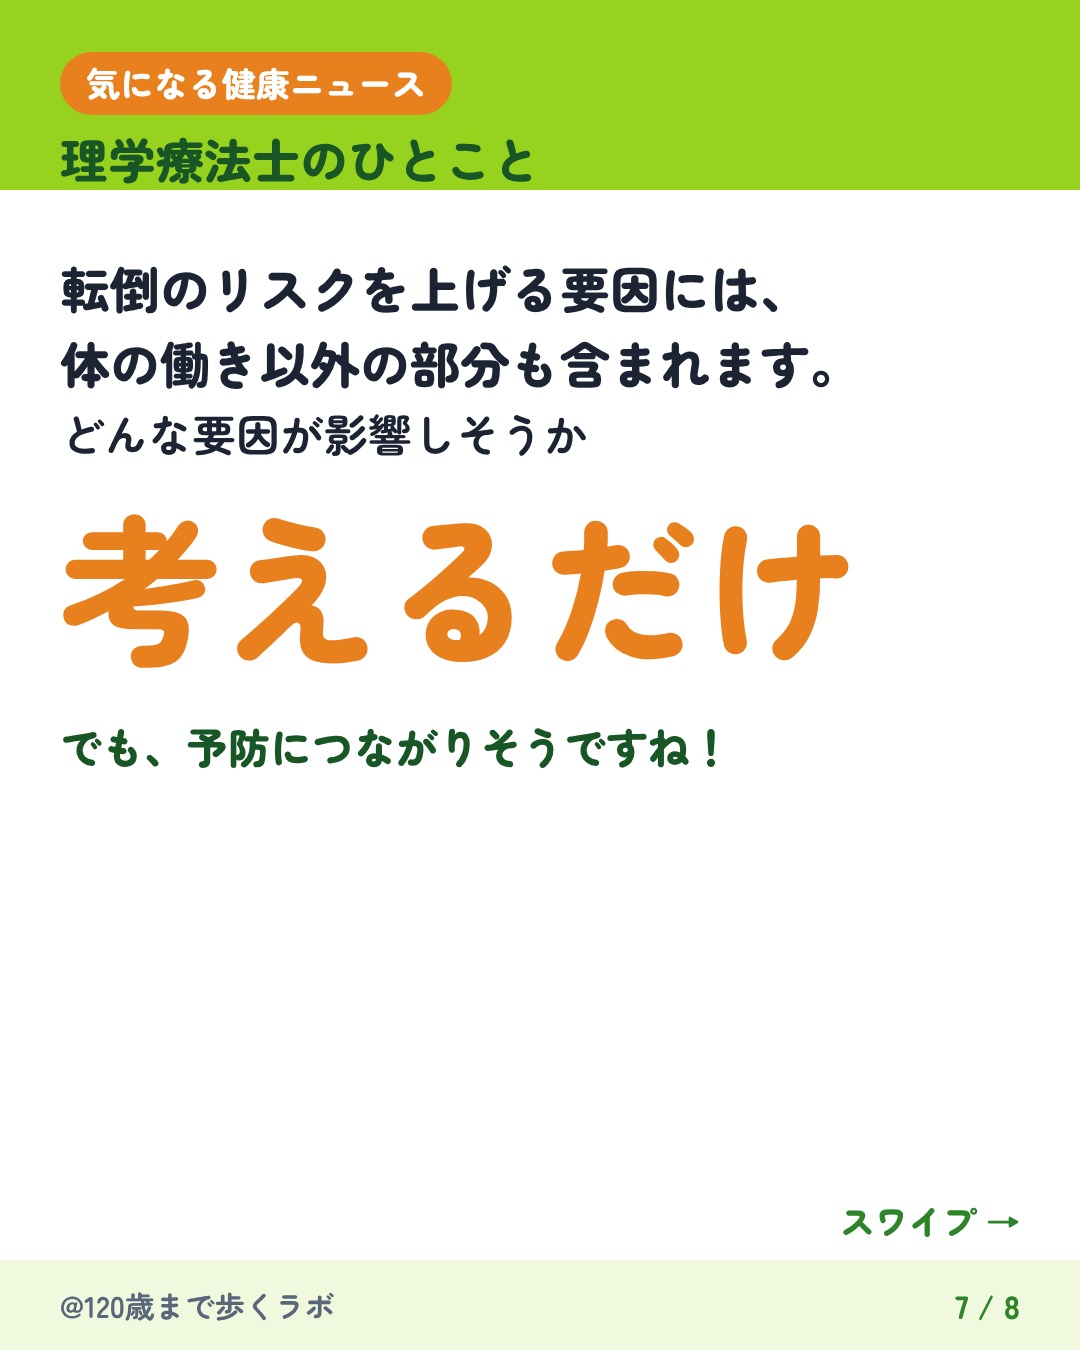 気になる健康ニュース
理学療法士のひとこと
転倒のリスクを上げる要因には、
体の働き以外の部分も含まれます。
どんな要因が影響しそうか
考えるだけ
でも、予防につながりそうですね！
スワイプ →
@120歳まで歩くラボ
7 / 8